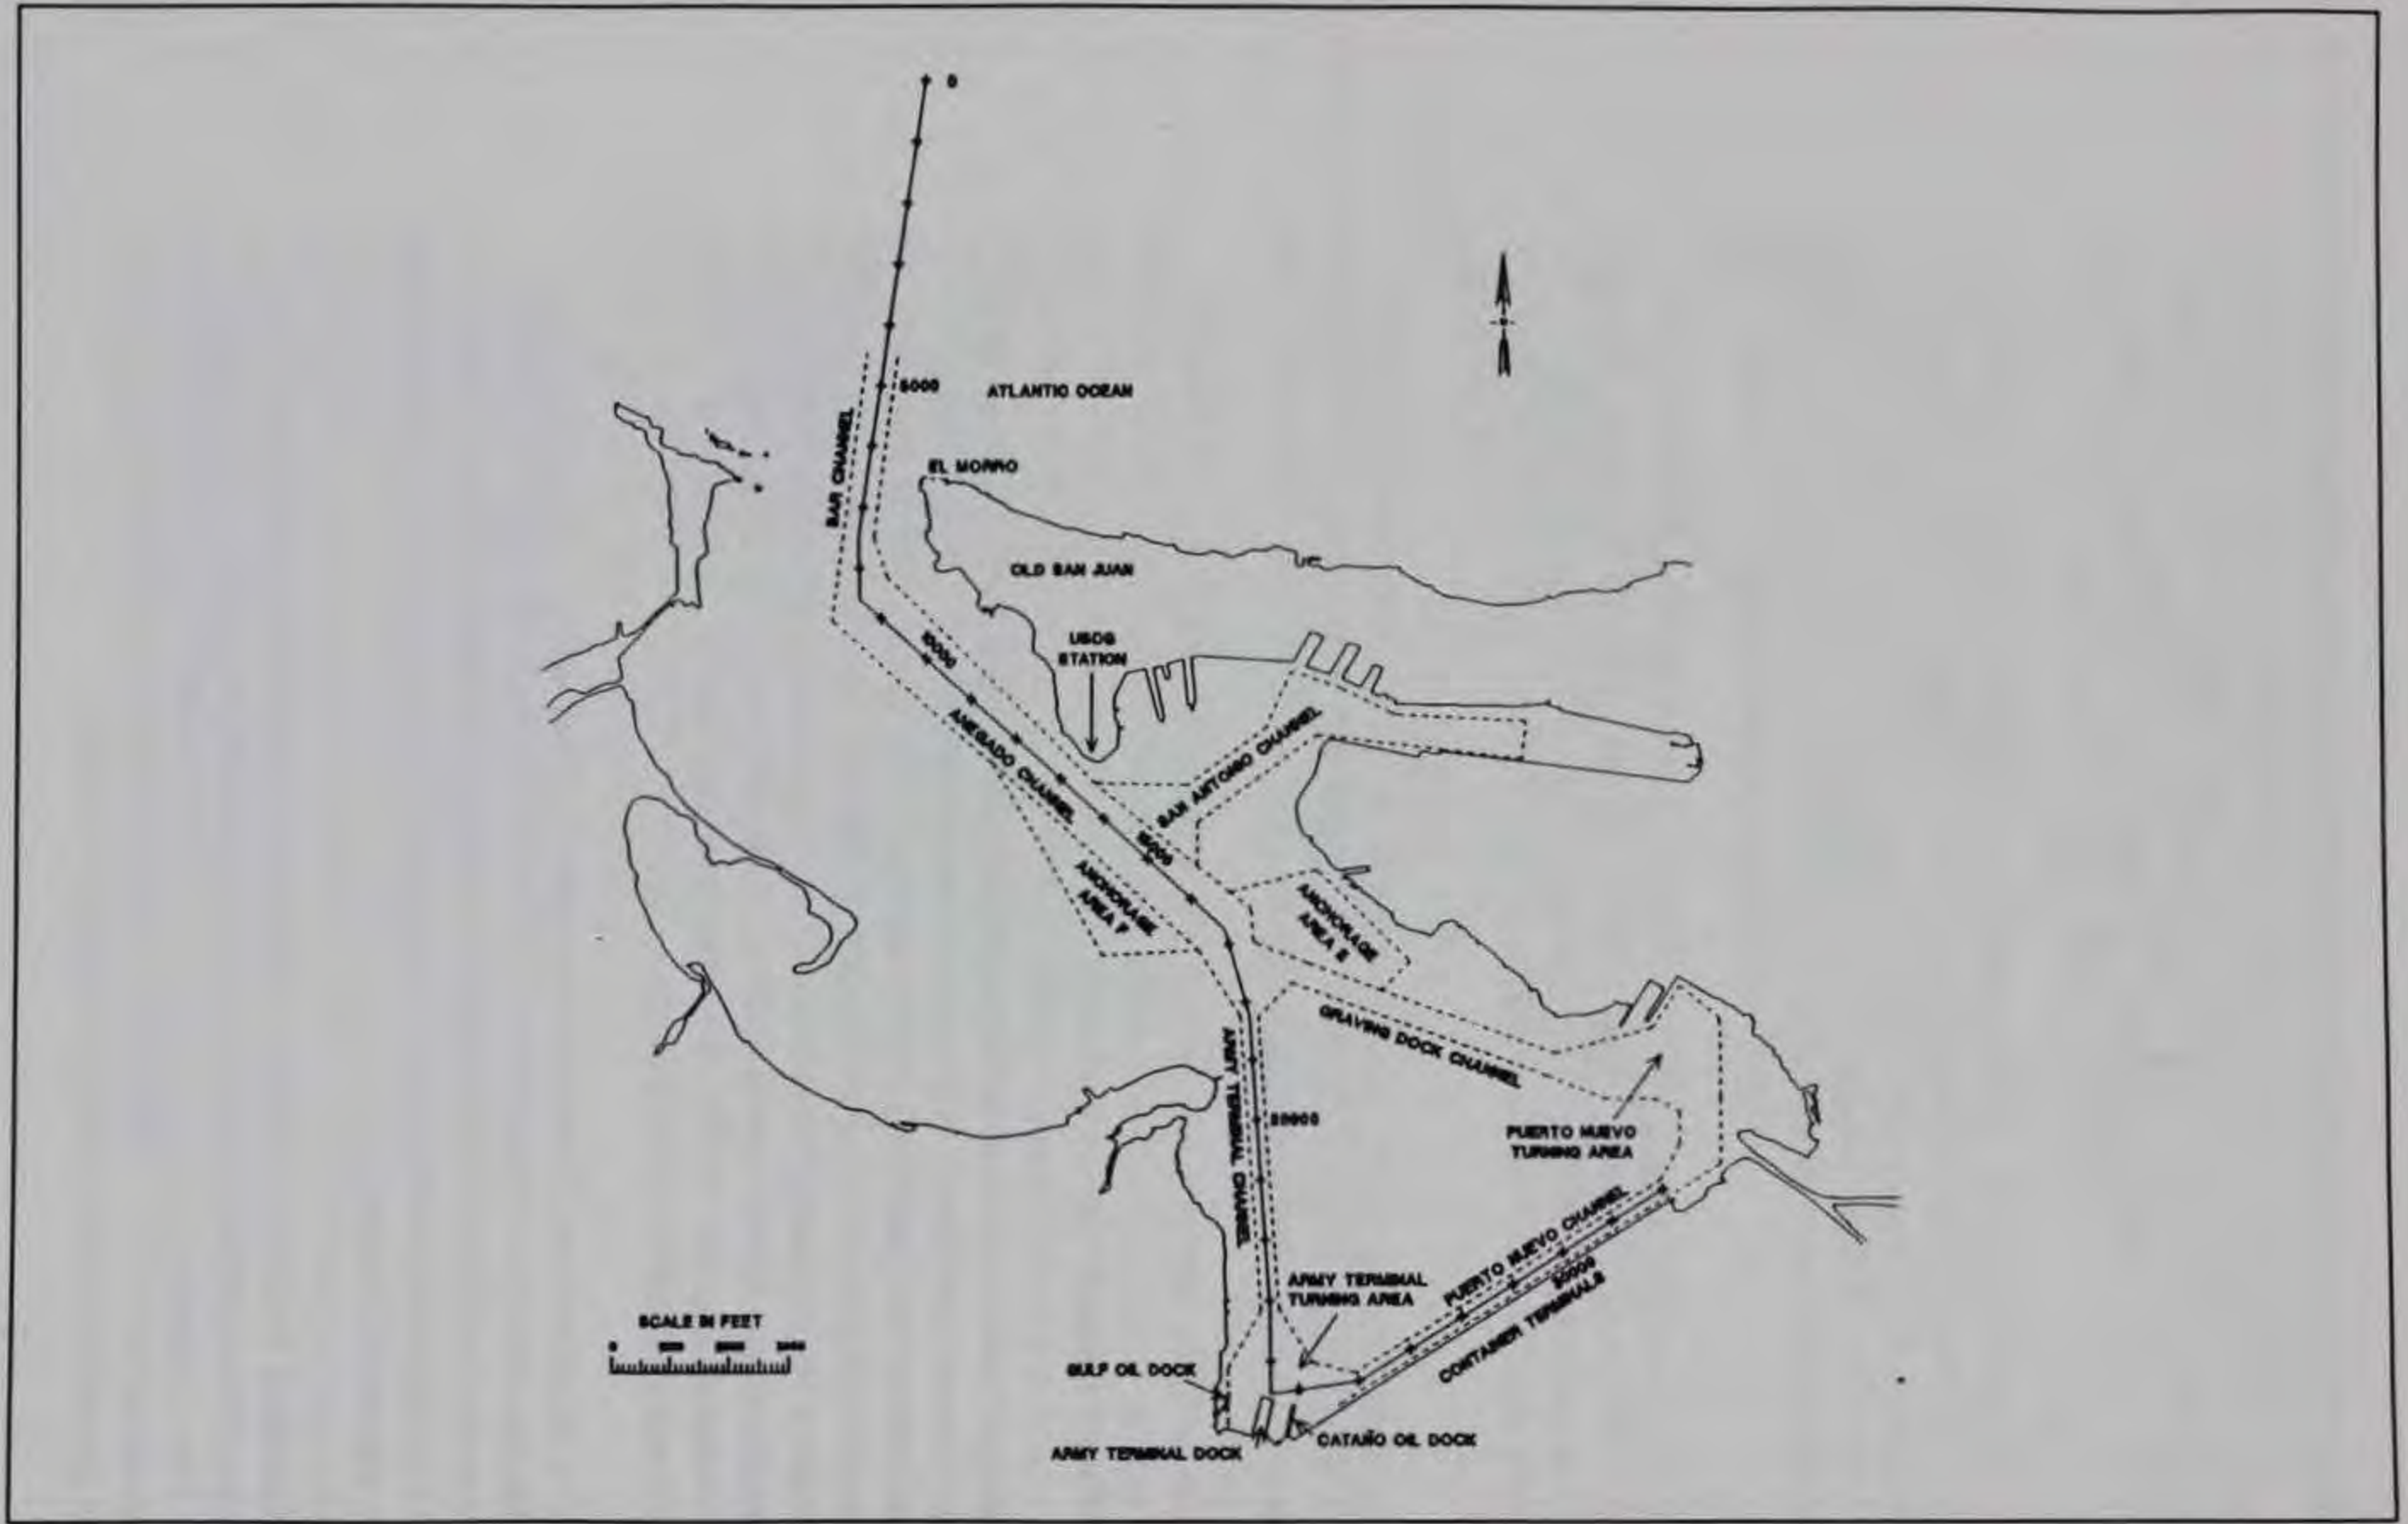 0
5000
ATLANTIC OCEAN
BAR CHANNEL
EL MORRO
OLD SAN JUAN
USCG
STATION
10000
ANEGADO CHANNEL
SAN ANTONIO CHANNEL
15000
ANCHORAGE
AREA F
ANCHORAGE
AREA E
GRAVING DOCK CHANNEL
ARMY TERMINAL CHANNEL
20000
PUERTO NUEVO
TURNING AREA
PUERTO NUEVO CHANNEL
30000
CONTAINER TERMINALS
ARMY TERMINAL
TURNING AREA
SCALE IN FEET
0
GULF OIL DOCK
CATAÑO OIL DOCK
ARMY TERMINAL DOCK